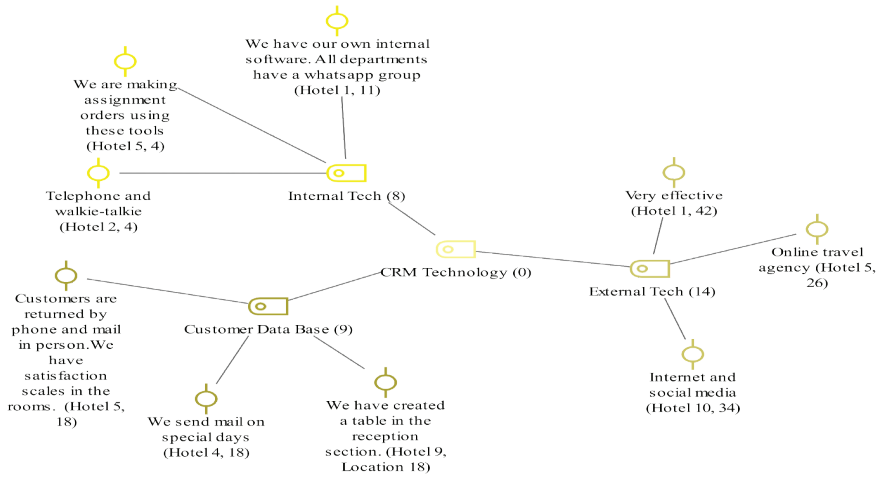 We have our own internal
software. All departments
have a whatsapp group
(Hotel 1, 11)
We are making
assignment
orders using
these tools
(Hotel 5, 4)
Internal Tech (8)
Telephone and
walkie-talkie
(Hotel 2, 4)
Very effective
(Hotel 1, 42)
Online travel
agency (Hotel 5,
26)
CRM Technology (0)
External Tech (14)
Customers are
returned by
phone and mail
in person.We
have
satisfaction
scales in the
rooms. (Hotel 5,
18)
Customer Data Base (9)
We send mail on
special days
(Hotel 4, 18)
We have created
a table in the
reception
section. (Hotel 9,
Location 18)
Internet and
social media
(Hotel 10, 34)